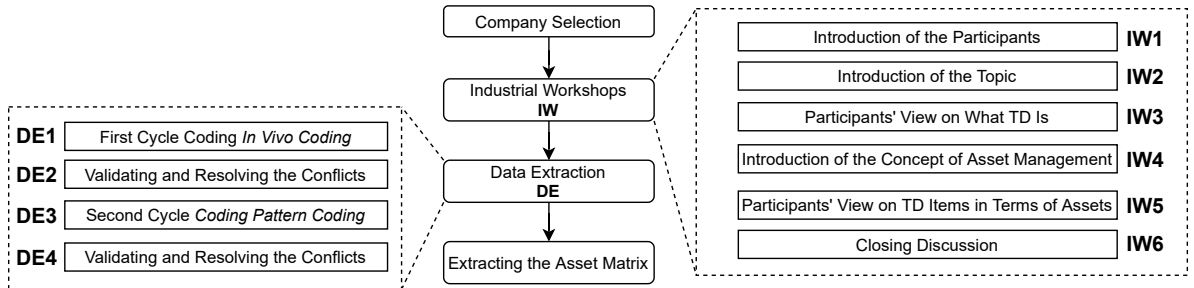 Company Selection
Industrial Workshops
IW
Data Extraction
DE
Extracting the Asset Matrix
DE1 First Cycle Coding In Vivo Coding
DE2 Validating and Resolving the Conflicts
DE3 Second Cycle Coding Pattern Coding
DE4 Validating and Resolving the Conflicts
Introduction of the Participants IW1
Introduction of the Topic IW2
Participants' View on What TD Is IW3
Introduction of the Concept of Asset Management IW4
Participants' View on TD Items in Terms of Assets IW5
Closing Discussion IW6